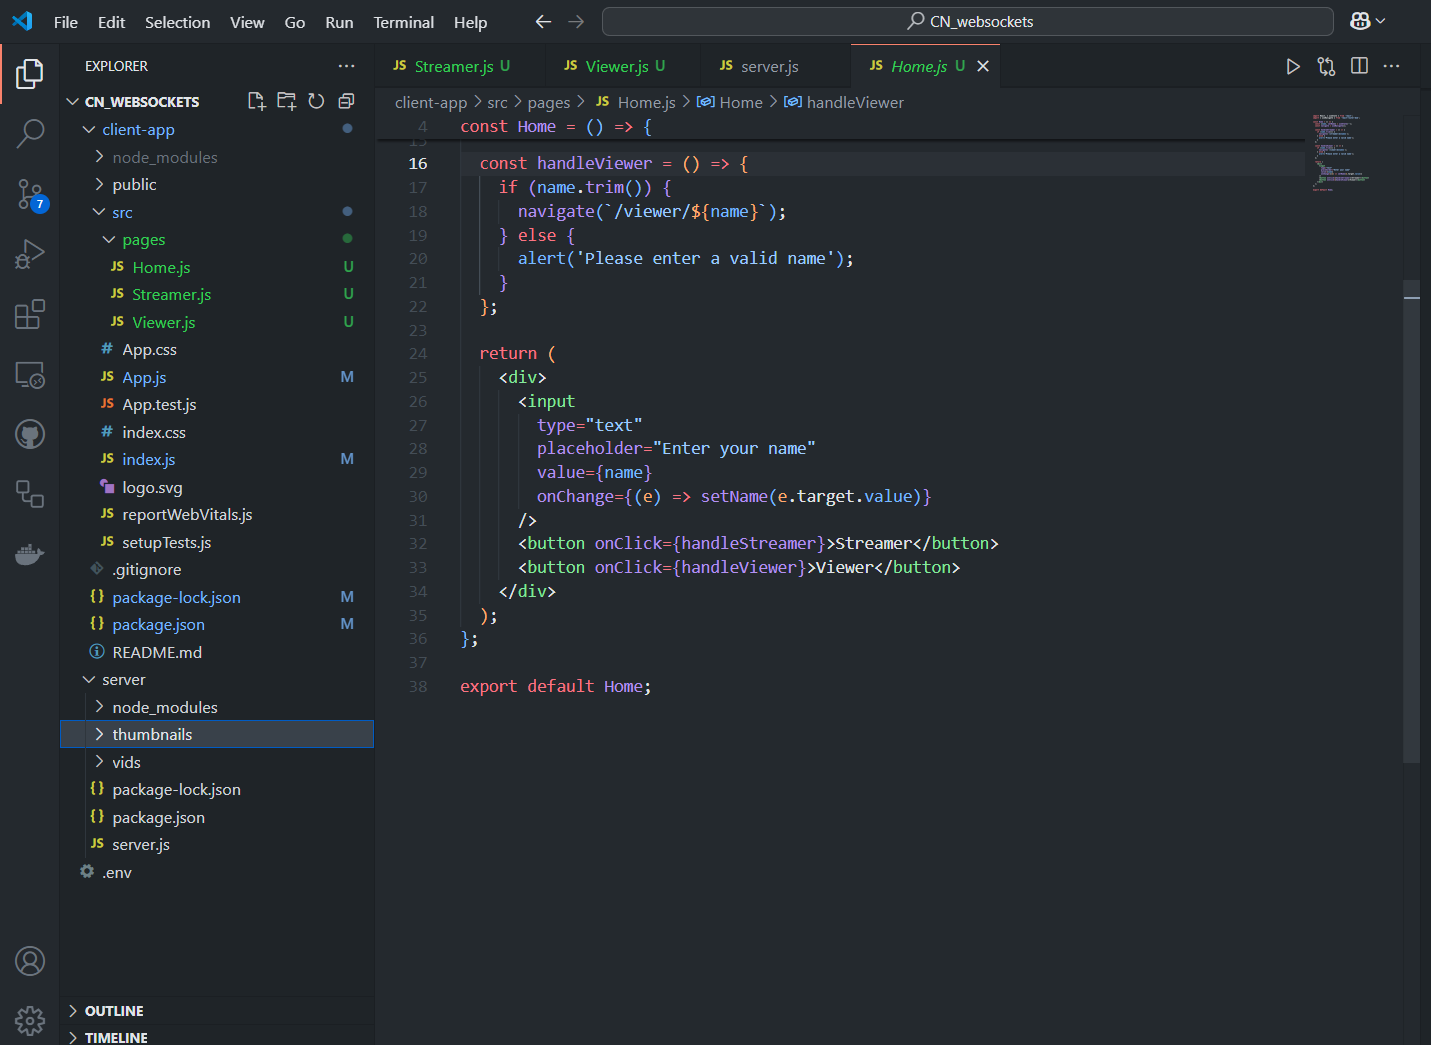 File Edit Selection View Go Run Terminal Help
CN_websockets
EXPLORER
CN_WEBSOCKETS
client-app
node_modules
public
src
pages
JS Home.js U
JS Streamer.js U
JS Viewer.js U
# App.css
JS App.js M
JS App.test.js
# index.css
JS index.js M
logo.svg
JS reportWebVitals.js
JS setupTests.js
.gitignore
{} package-lock.json M
{} package.json M
README.md
server
node_modules
thumbnails
vids
{} package-lock.json
{} package.json
JS server.js
.env
OUTLINE
TIMELINE
7
JS Streamer.js U
JS Viewer.js U
JS server.js
JS Home.js U
client-app > src > pages > JS Home.js > Home > handleViewer
4 const Home = () => {
15
16 const handleViewer = () => {
17 if (name.trim()) {
18 navigate(`/viewer/${name}`);
19 } else {
20 alert('Please enter a valid name');
21 }
22 };
23
24 return (
25 <div>
26 <input
27 type="text"
28 placeholder="Enter your name"
29 value={name}
30 onChange={(e) => setName(e.target.value)}
31 />
32 <button onClick={handleStreamer}>Streamer</button>
33 <button onClick={handleViewer}>Viewer</button>
34 </div>
35 );
36 };
37
38 export default Home;